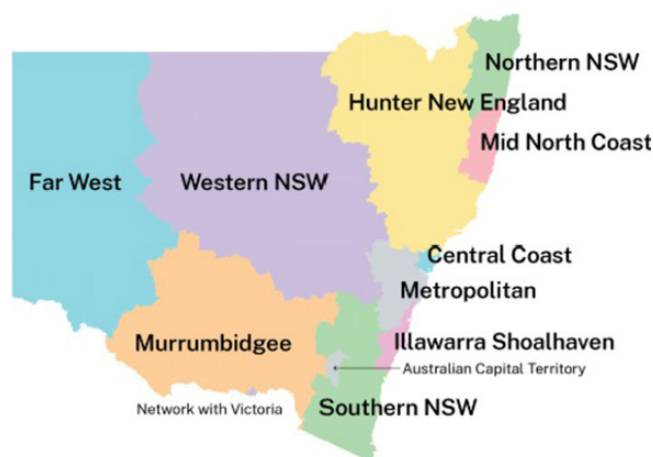 Northern NSW
Hunter New England
Mid North Coast
Far West
Western NSW
Central Coast
Metropolitan
Murrumbidgee
Illawarra Shoalhaven
Australian Capital Territory
Network with Victoria
Southern NSW